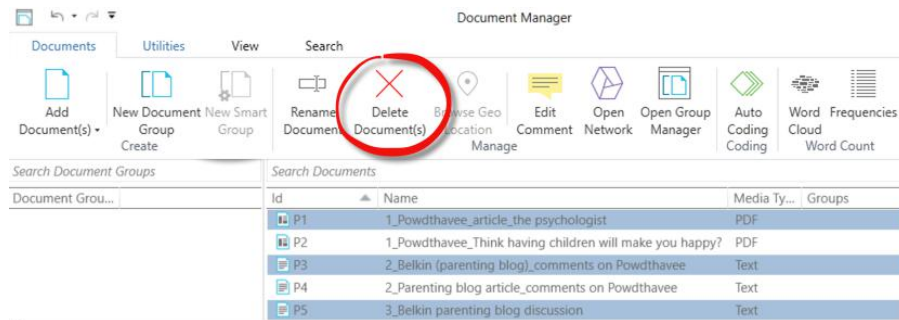 Document Manager
Documents Utilities View Search
Add Document(s)
New Document Group
New Smart Group
Create
Rename Document
Delete Document(s)
Browse Geo Location
Edit Comment
Open Network
Open Group Manager
Manage
Auto Coding
Coding
Word Cloud
Frequencies
Word Count
Search Document Groups
Search Documents
Document Grou...
Id Name Media Ty... Groups
P1 1_Powdthavee_article_the psychologist PDF
P2 1_Powdthavee_Think having children will make you happy? PDF
P3 2_Belkin (parenting blog)_comments on Powdthavee Text
P4 2_Parenting blog article_comments on Powdthavee Text
P5 3_Belkin parenting blog discussion Text